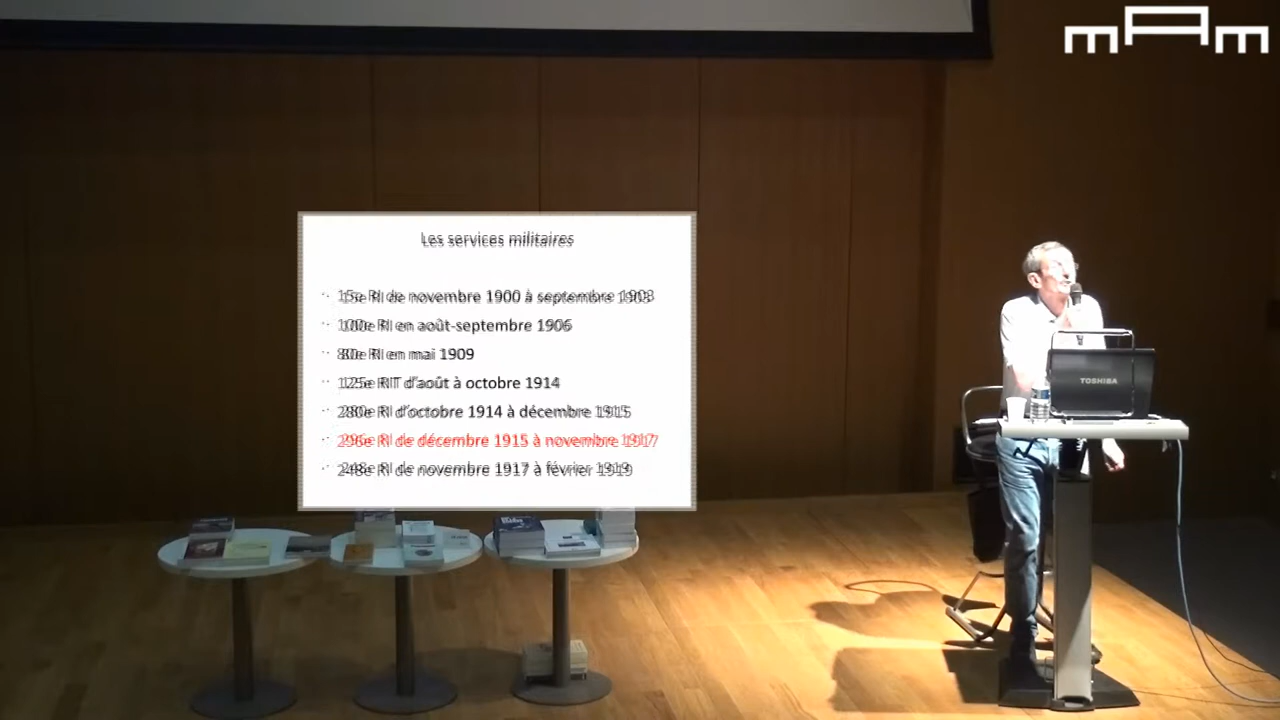 mAm
Les services militaires
15e RI de novembre 1900 à septembre 1903
100e RI en août-septembre 1906
80e RI en mai 1909
125e RIT d'août à octobre 1914
280e RI d'octobre 1914 à décembre 1915
296e RI de décembre 1915 à novembre 1917
248e RI de novembre 1917 à février 1919
TOSHIBA